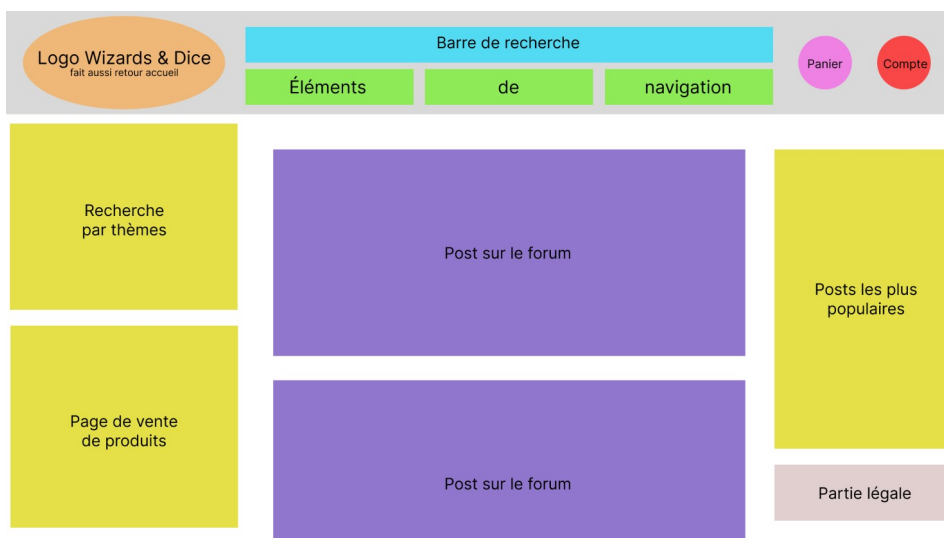 Logo Wizards & Dice
fait aussi retour accueil
Barre de recherche
Éléments
de
navigation
Panier
Compte
Recherche
par thèmes
Page de vente
de produits
Post sur le forum
Post sur le forum
Posts les plus
populaires
Partie légale